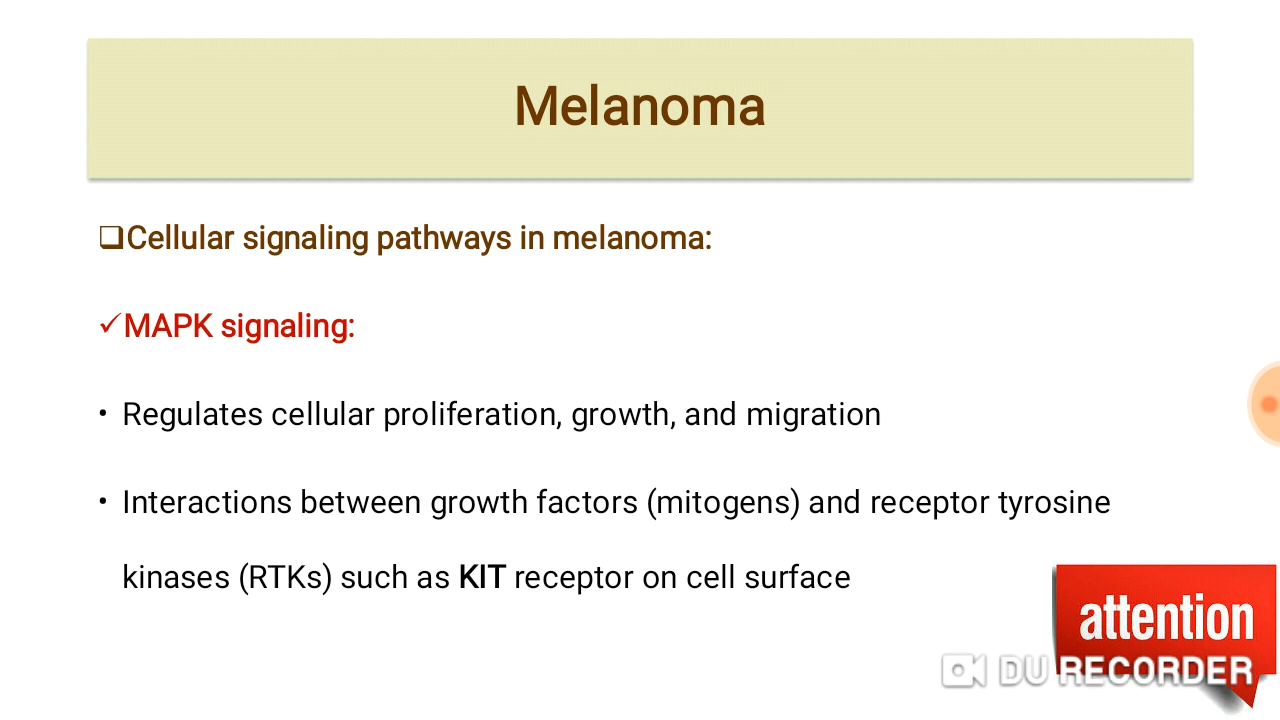 Melanoma
❑Cellular signaling pathways in melanoma:
✓MAPK signaling:
• Regulates cellular proliferation, growth, and migration
• Interactions between growth factors (mitogens) and receptor tyrosine
kinases (RTKs) such as KIT receptor on cell surface
attention
DU RECORDER